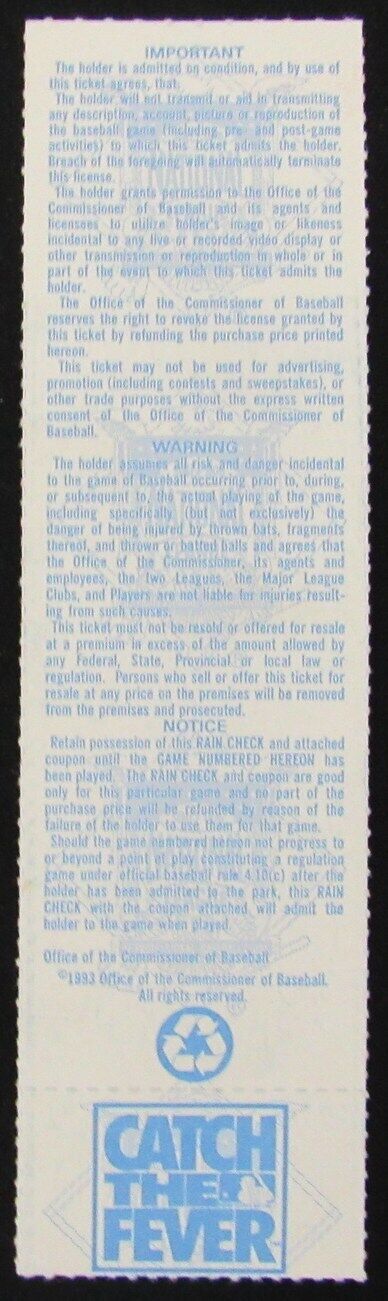 IMPORTANT
The holder is admitted on condition, and by use of
this ticket agrees, that:
The holder will not transmit or aid in transmitting
any description, account, picture or reproduction of
the baseball game (including pre- and post-game
activities) to which this ticket admits the holder.
Breach of the foregoing will automatically terminate
this license.
The holder grants permission to the Office of the
Commissioner of Baseball and its agents and
licensees to utilize holder's image or likeness
incidental to any live or recorded video display or
other transmission or reproduction in whole or in
part of the event to which this ticket admits the
holder.
The Office of the Commissioner of Baseball
reserves the right to revoke the license granted by
this ticket by refunding the purchase price printed
hereon.
This ticket may not be used for advertising,
promotion (including contests and sweepstakes), or
other trade purposes without the express written
consent of the Office of the Commissioner of
Baseball.
WARNING
The holder assumes all risk and danger incidental
to the game of Baseball occurring prior to, during,
or subsequent to, the actual playing of the game,
including specifically (but not exclusively) the
danger of being injured by thrown bats, fragments
thereof, and thrown or batted balls and agrees that
the Office of the Commissioner, its agents and
employees, the Two Leagues, the Major League
Clubs, and Players are not liable for injuries result-
ing from such causes.
This ticket must not be resold or offered for resale
at a premium in excess of the amount allowed by
any Federal, State, Provincial or local law or
regulation. Persons who sell or offer this ticket for
resale at any price on the premises will be removed
from the premises and prosecuted.
NOTICE
Retain possession of this RAIN CHECK and attached
coupon until the GAME NUMBERED HEREON has
been played. The RAIN CHECK and coupon are good
only for this particular game and no part of the
purchase price will be refunded by reason of the
failure of the holder to use them for that game.
Should the game numbered hereon not progress to
or beyond a point at play constituting a regulation
game under official baseball rule 4.10(c) after the
holder has been admitted to the park, this RAIN
CHECK with the coupon attached will admit the
holder to the game when played.
Office of the Commissioner of Baseball
©1993 Office of the Commissioner of Baseball.
All rights reserved.
CATCH
THE
FEVER